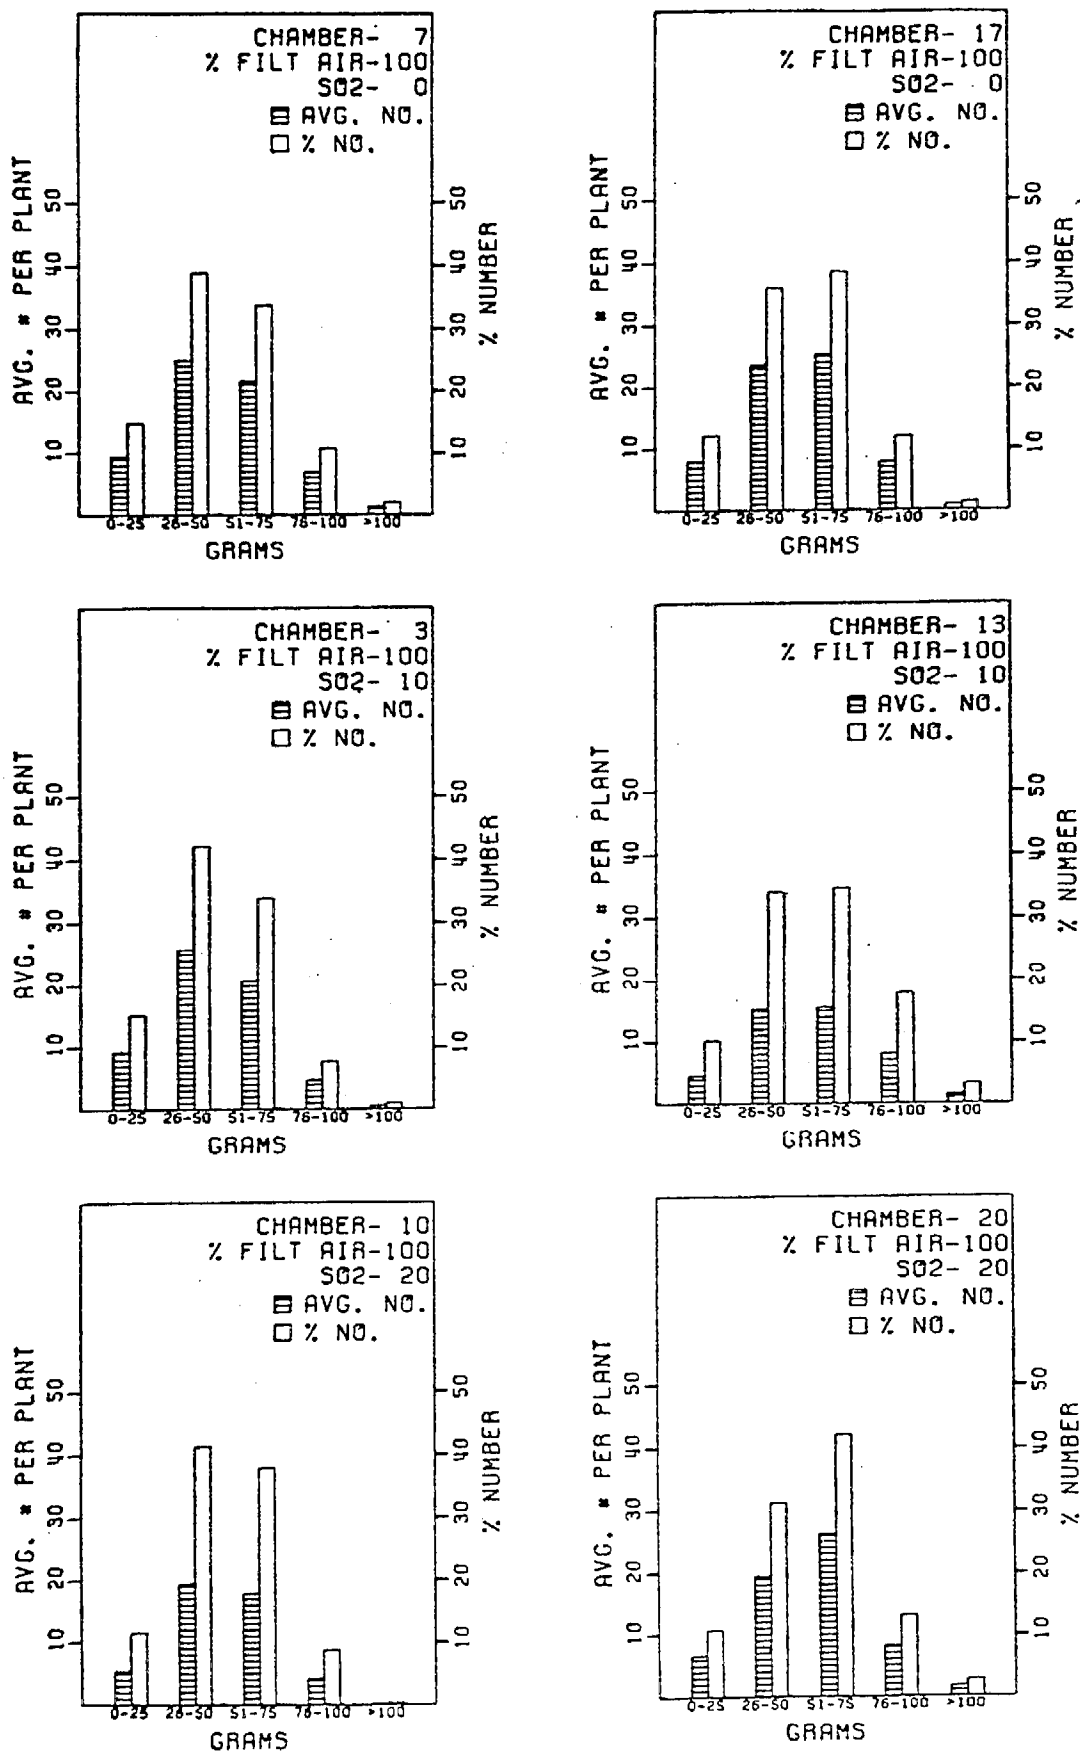 CHAMBER- 7
% FILT AIR-100
SO2- 0
AVG. NO.
% NO.
AVG. # PER PLANT
50
40
30
20
10
50
40
30
20
10
% NUMBER
0-25 26-50 51-75 76-100 >100
GRAMS
CHAMBER- 17
% FILT AIR-100
SO2- 0
AVG. NO.
% NO.
AVG. # PER PLANT
50
40
30
20
10
50
40
30
20
10
% NUMBER
0-25 26-50 51-75 76-100 >100
GRAMS
CHAMBER- 3
% FILT AIR-100
SO2- 10
AVG. NO.
% NO.
AVG. # PER PLANT
50
40
30
20
10
50
40
30
20
10
% NUMBER
0-25 26-50 51-75 76-100 >100
GRAMS
CHAMBER- 13
% FILT AIR-100
SO2- 10
AVG. NO.
% NO.
AVG. # PER PLANT
50
40
30
20
10
50
40
30
20
10
% NUMBER
0-25 26-50 51-75 76-100 >100
GRAMS
CHAMBER- 10
% FILT AIR-100
SO2- 20
AVG. NO.
% NO.
AVG. # PER PLANT
50
40
30
20
10
50
40
30
20
10
% NUMBER
0-25 26-50 51-75 76-100 >100
GRAMS
CHAMBER- 20
% FILT AIR-100
SO2- 20
AVG. NO.
% NO.
AVG. # PER PLANT
50
40
30
20
10
50
40
30
20
10
% NUMBER
0-25 26-50 51-75 76-100 >100
GRAMS